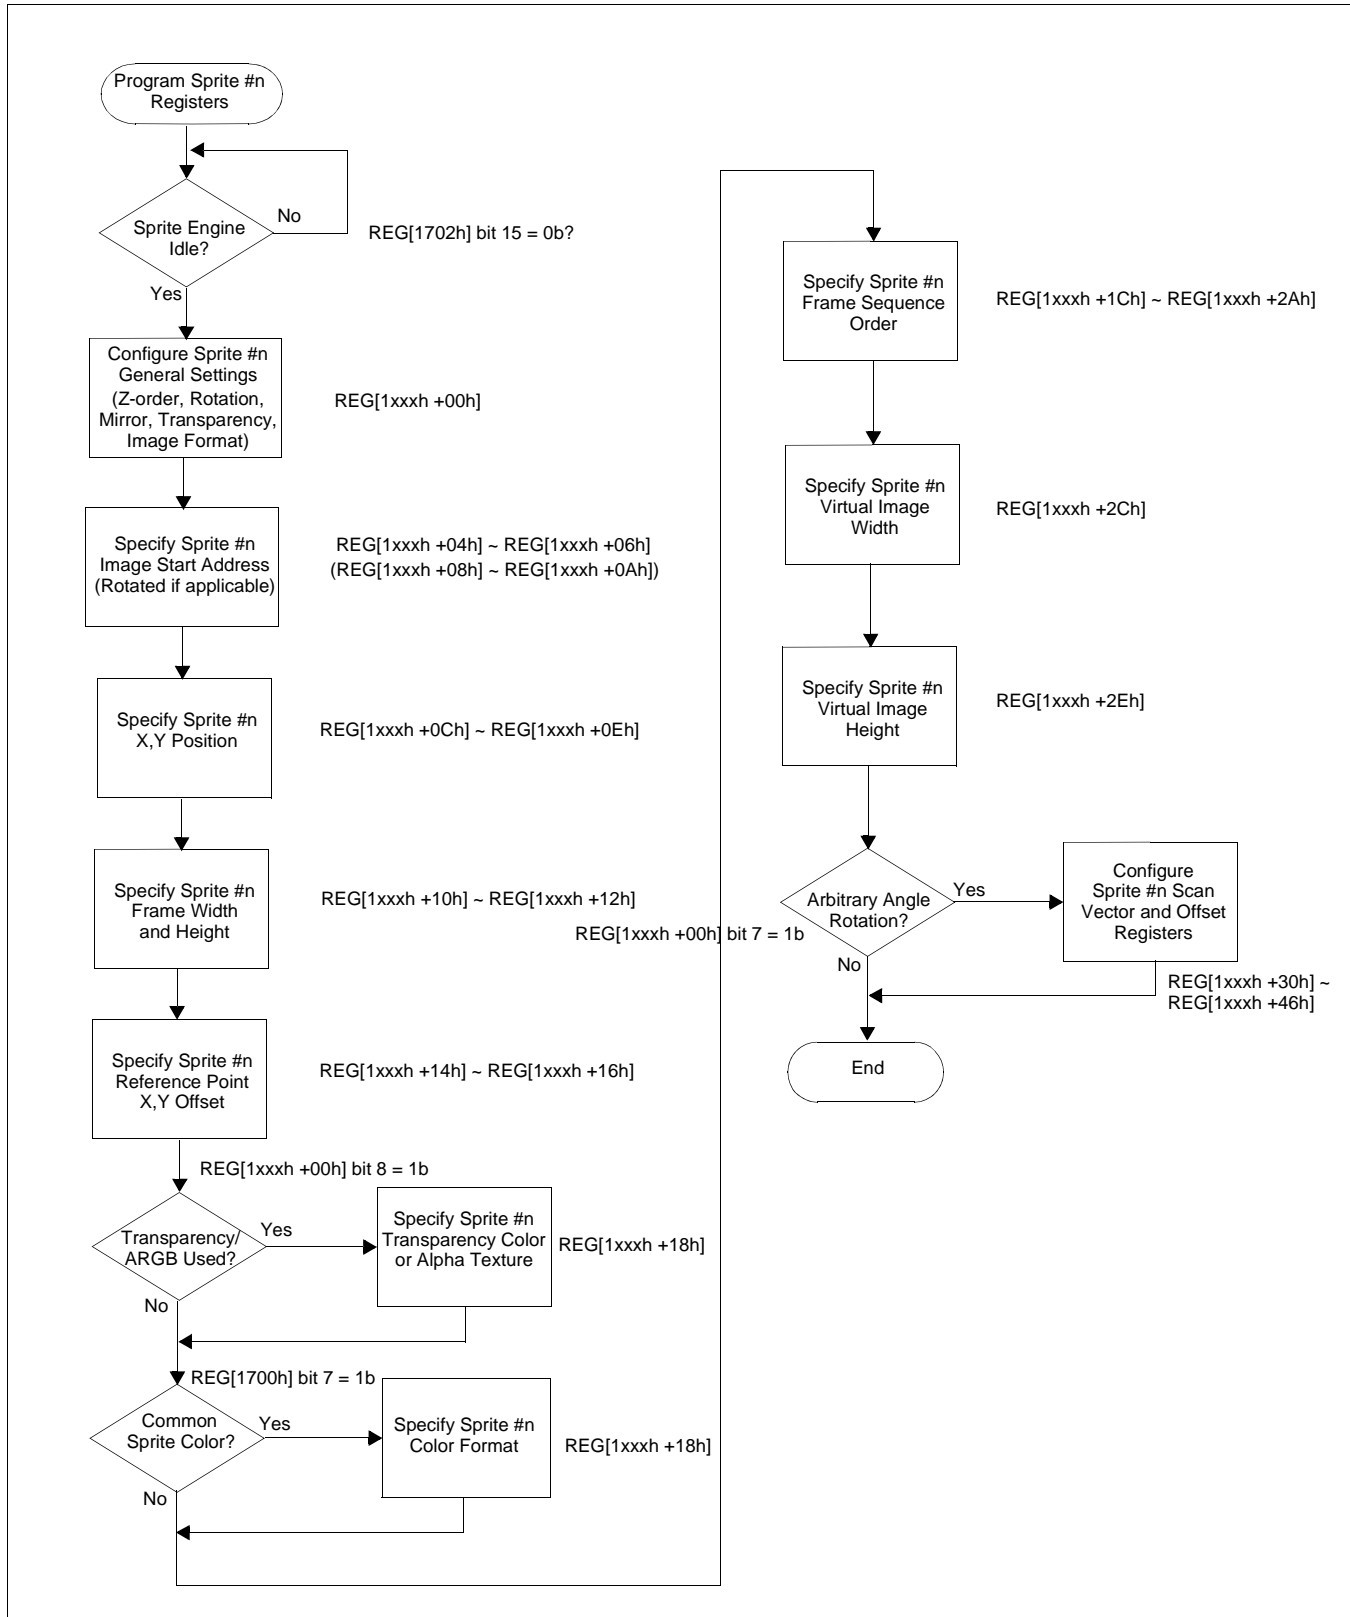 Program Sprite #n
Registers
Sprite Engine
Idle?
No
REG[1702h] bit 15 = 0b?
Yes
Configure Sprite #n
General Settings
(Z-order, Rotation,
Mirror, Transparency,
Image Format)
REG[1xxxh +00h]
Specify Sprite #n
Image Start Address
(Rotated if applicable)
REG[1xxxh +04h] ~ REG[1xxxh +06h]
(REG[1xxxh +08h] ~ REG[1xxxh +0Ah])
Specify Sprite #n
X,Y Position
REG[1xxxh +0Ch] ~ REG[1xxxh +0Eh]
Specify Sprite #n
Frame Width
and Height
REG[1xxxh +10h] ~ REG[1xxxh +12h]
Specify Sprite #n
Reference Point
X,Y Offset
REG[1xxxh +14h] ~ REG[1xxxh +16h]
REG[1xxxh +00h] bit 8 = 1b
Transparency/
ARGB Used?
Yes
Specify Sprite #n
Transparency Color
or Alpha Texture
REG[1xxxh +18h]
No
REG[1700h] bit 7 = 1b
Common
Sprite Color?
Yes
Specify Sprite #n
Color Format
REG[1xxxh +18h]
No
Specify Sprite #n
Frame Sequence
Order
REG[1xxxh +1Ch] ~ REG[1xxxh +2Ah]
Specify Sprite #n
Virtual Image
Width
REG[1xxxh +2Ch]
Specify Sprite #n
Virtual Image
Height
REG[1xxxh +2Eh]
Arbitrary Angle
Rotation?
REG[1xxxh +00h] bit 7 = 1b
Yes
Configure
Sprite #n Scan
Vector and Offset
Registers
REG[1xxxh +30h] ~
REG[1xxxh +46h]
No
End